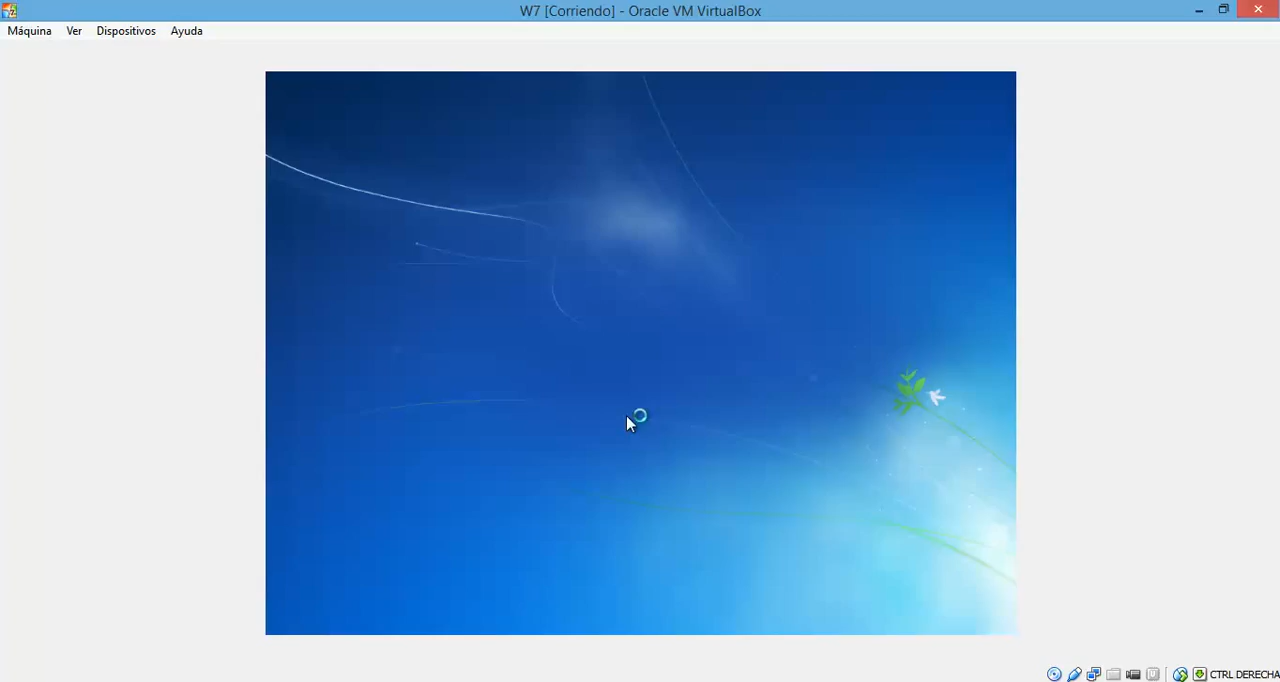 W7 [Corriendo] - Oracle VM VirtualBox
Máquina Ver Dispositivos Ayuda
CTRL DERECHA